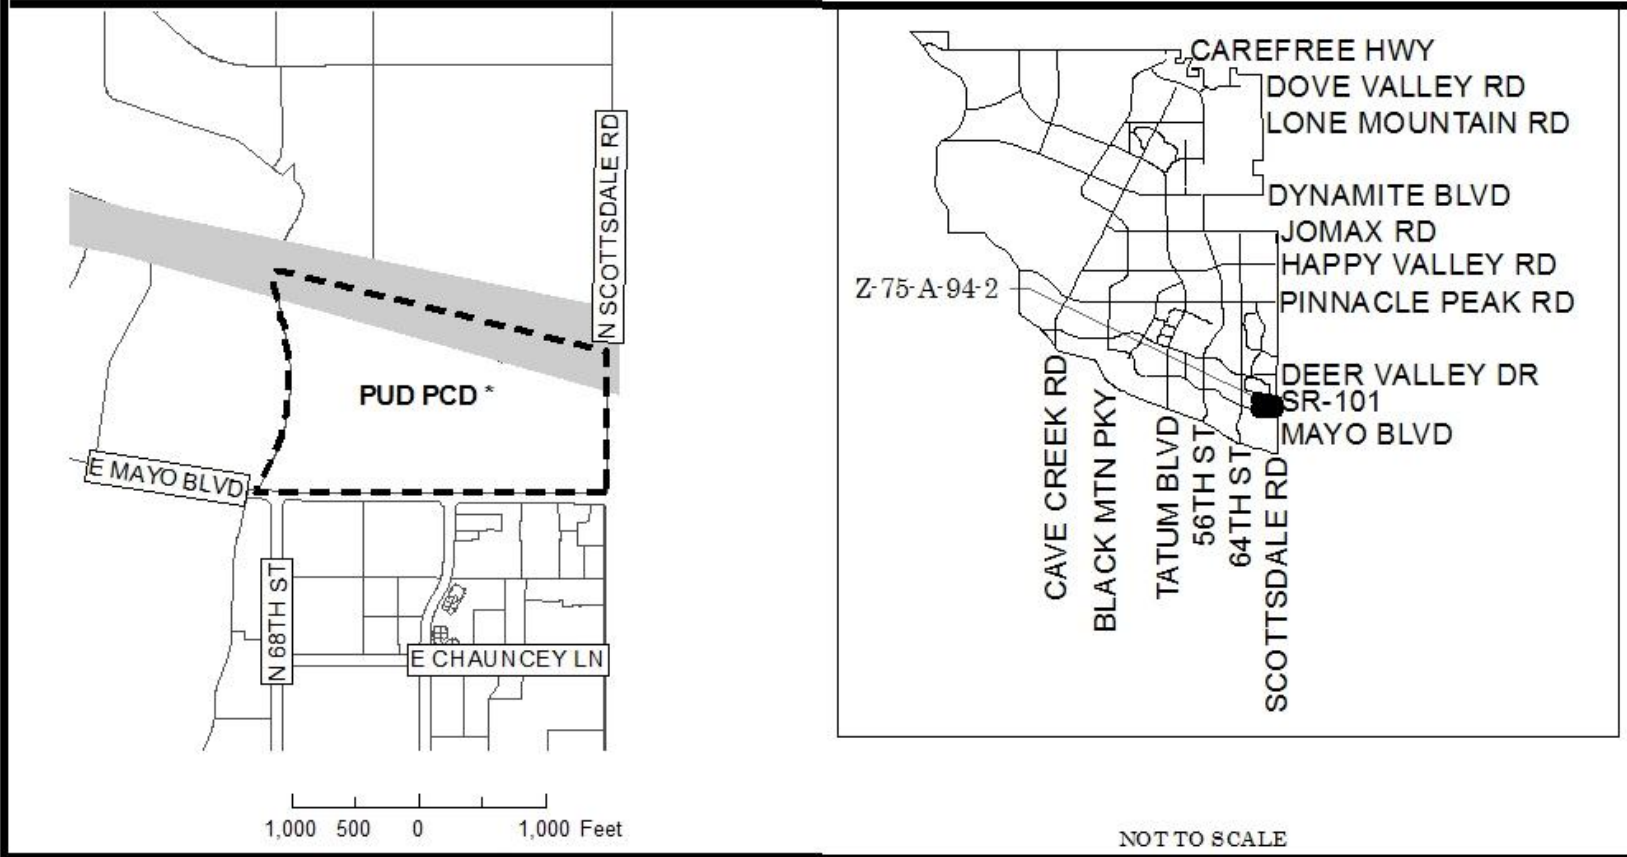 N SCOTTSDALE RD
PUD PCD *
E MAYO BLVD
N 68TH ST
E CHAUNCEY LN
1,000 500 0 1,000 Feet
CAREFREE HWY
DOVE VALLEY RD
LONE MOUNTAIN RD
DYNAMITE BLVD
JOMAX RD
HAPPY VALLEY RD
Z-75-A-94-2
PINNACLE PEAK RD
DEER VALLEY DR
SR-101
MAYO BLVD
CAVE CREEK RD
BLACK MTN PKY
TATUM BLVD
56TH ST
64TH ST
SCOTTSDALE RD
NOT TO SCALE